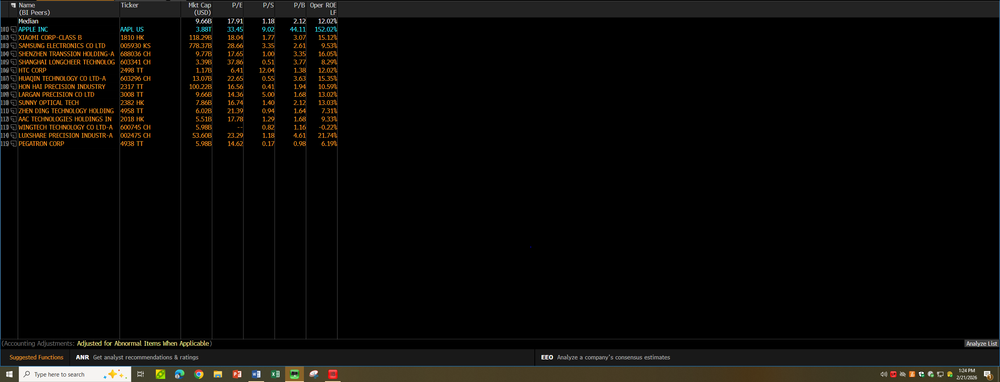 Name Ticker Mkt Cap P/E P/S P/B Oper ROE
(BI Peers) (USD) LF
Median 9.66B 17.91 1.18 2.12 12.02%
101) APPLE INC AAPL US 3.88T 33.45 9.02 44.11 152.02%
102) XIAOMI CORP-CLASS B 1810 HK 118.29B 18.04 1.77 3.07 15.12%
103) SAMSUNG ELECTRONICS CO LTD 005930 KS 778.37B 28.66 3.35 2.61 9.53%
104) SHENZHEN TRANSSION HOLDING-A 688036 CH 9.77B 17.65 1.00 3.35 16.05%
105) SHANGHAI LONGCHEER TECHNOLOG 603341 CH 3.39B 37.86 0.51 3.77 8.29%
106) HTC CORP 2498 TT 1.17B 6.41 12.04 1.38 12.02%
107) HUAQIN TECHNOLOGY CO LTD-A 603296 CH 13.07B 22.65 0.55 3.63 15.35%
108) HON HAI PRECISION INDUSTRY 2317 TT 100.22B 16.56 0.41 1.94 10.59%
109) LARGAN PRECISION CO LTD 3008 TT 9.66B 14.36 5.00 1.68 13.02%
110) SUNNY OPTICAL TECH 2382 HK 7.86B 16.74 1.40 2.12 13.03%
111) ZHEN DING TECHNOLOGY HOLDING 4958 TT 6.02B 21.39 0.94 1.64 7.31%
112) AAC TECHNOLOGIES HOLDINGS IN 2018 HK 5.51B 17.78 1.29 1.68 9.33%
113) WINGTECH TECHNOLOGY CO LTD-A 600745 CH 5.98B -- 0.82 1.16 -0.22%
114) LUXSHARE PRECISION INDUSTR-A 002475 CH 53.60B 23.29 1.18 4.61 21.74%
115) PEGATRON CORP 4938 TT 5.98B 14.62 0.17 0.98 6.19%
(Accounting Adjustments: Adjusted for Abnormal Items When Applicable) Analyze List
Suggested Functions ANR Get analyst recommendations & ratings EEO Analyze a company's consensus estimates
Type here to search IB LP 1:24 PM
2/21/2026 1